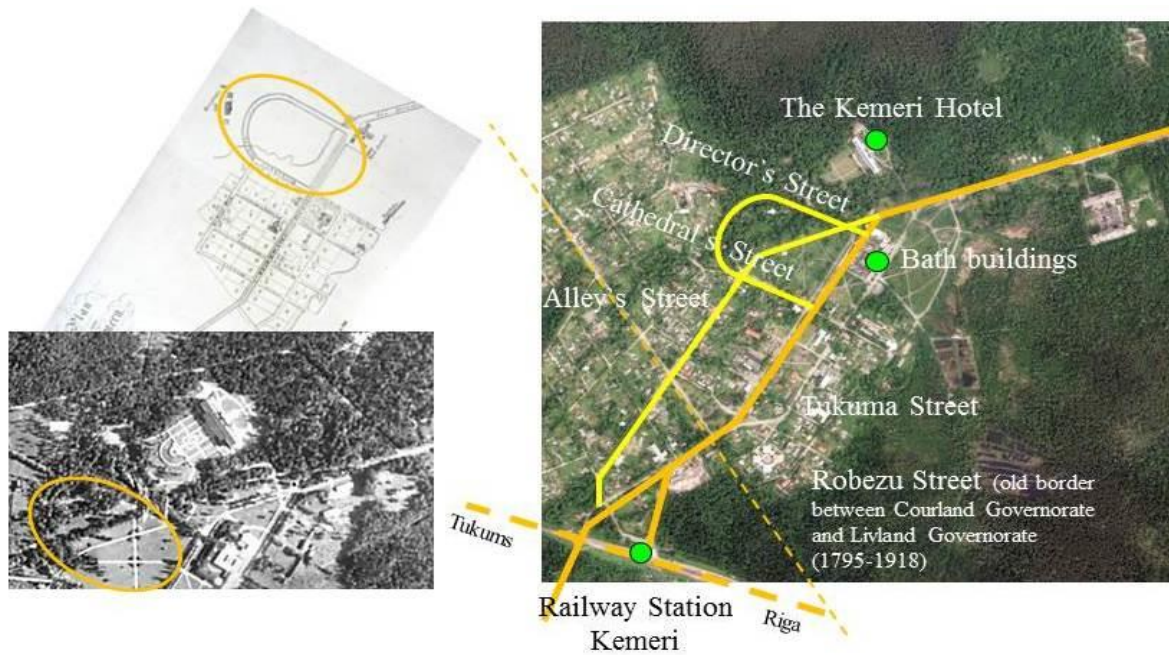 The Kemeri Hotel
Director`s Street
Cathedral`s Street
Bath buildings
Alley`s Street
Tukuma Street
Robezu Street (old border
between Courland Governorate
and Livland Governorate
(1795-1918)
Tukums
Railway Station
Kemeri
Riga